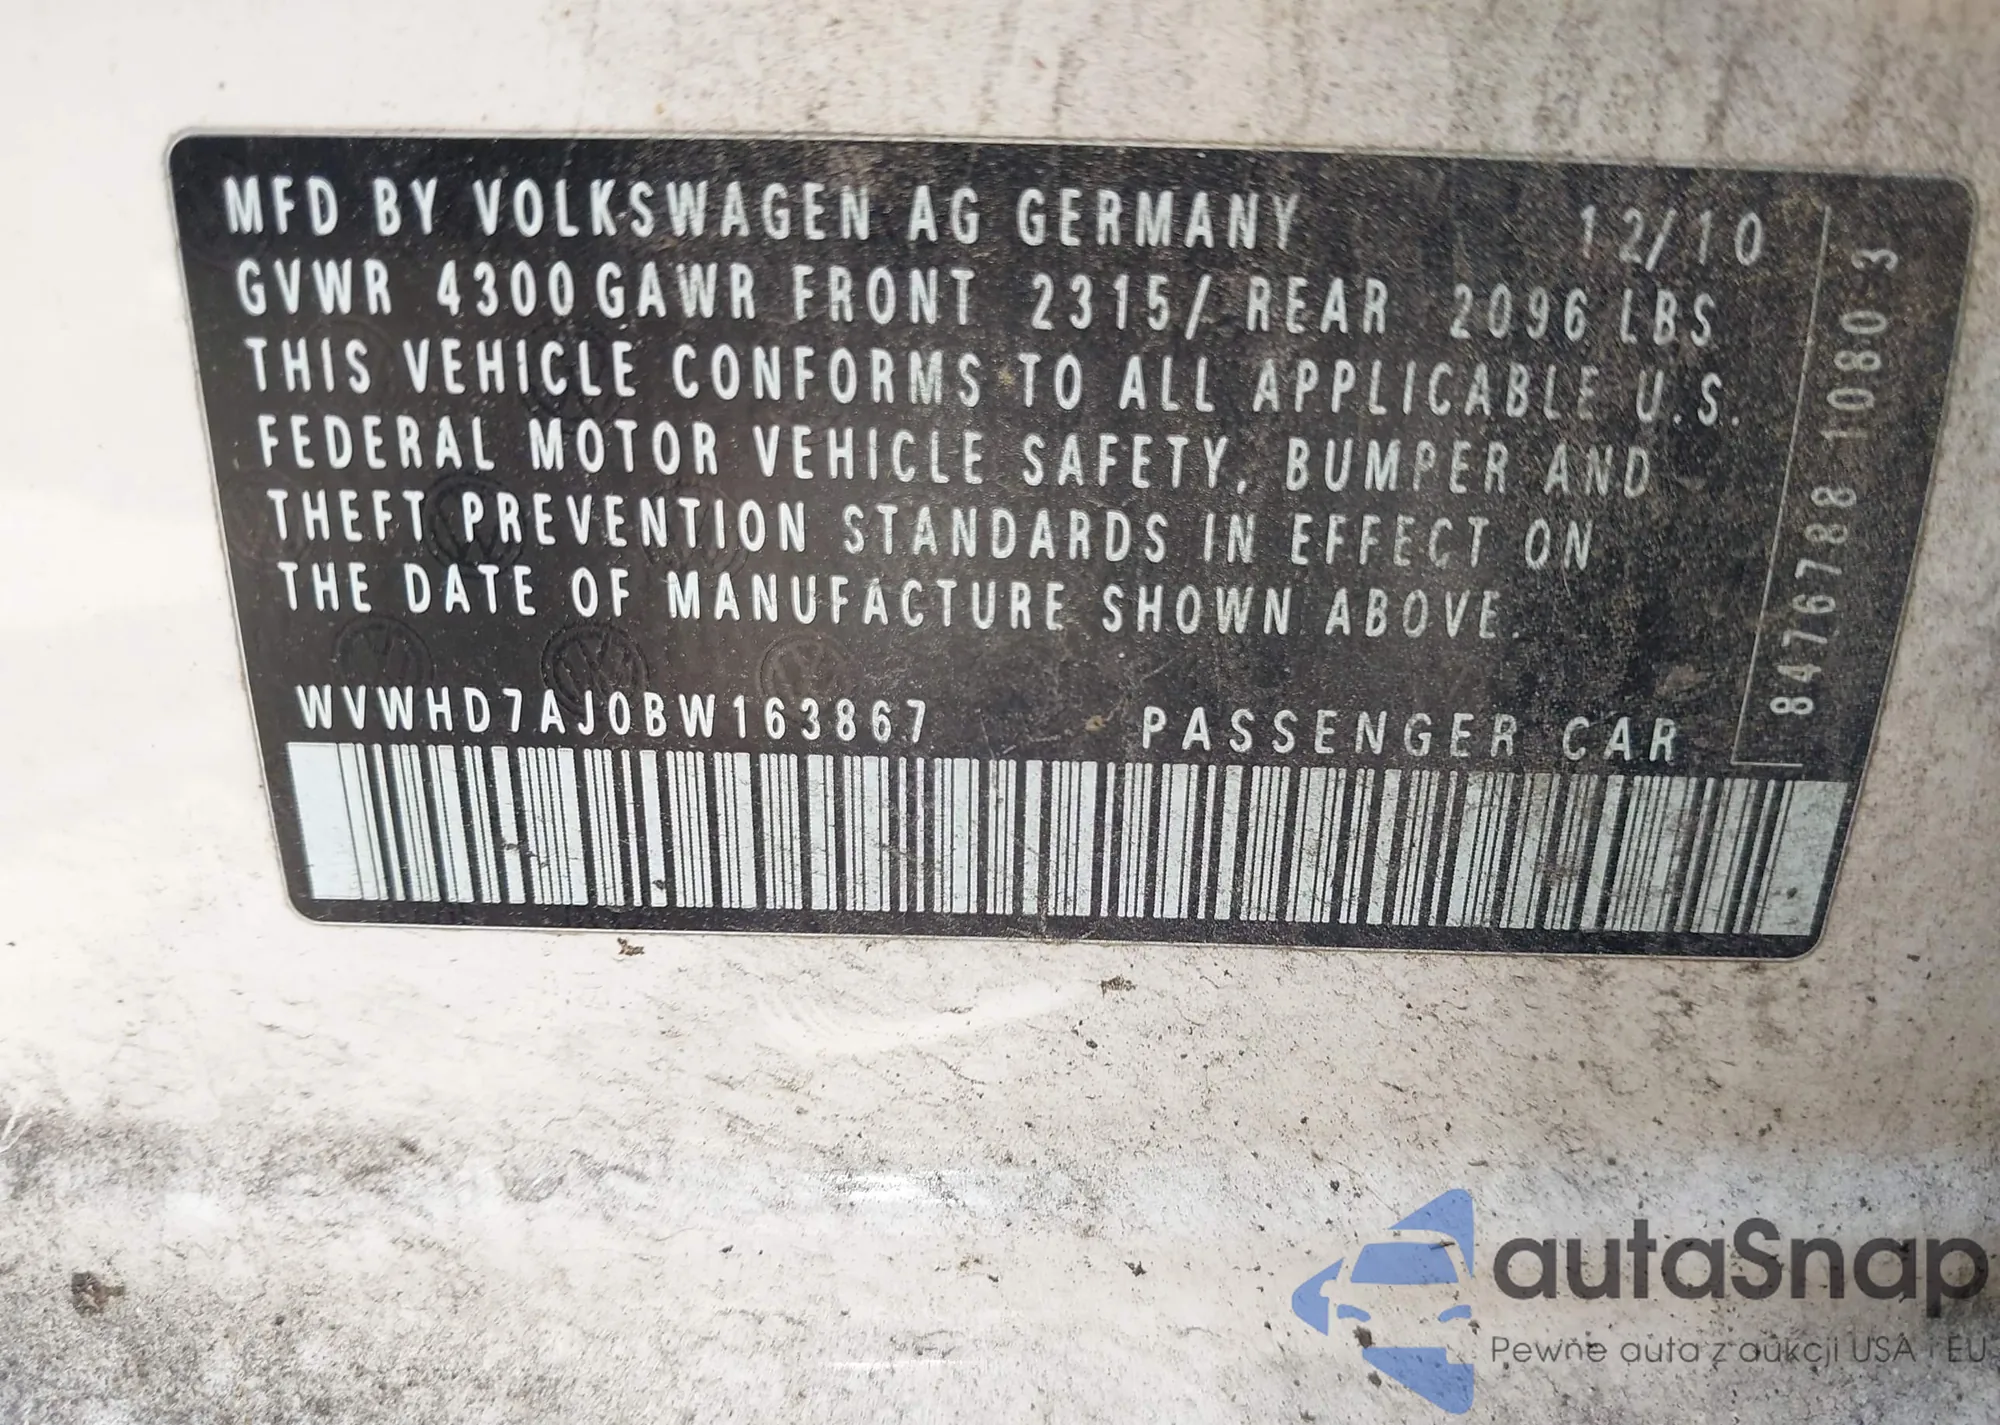 MFD BY VOLKSWAGEN AG GERMANY 12/10
GVWR 4300 GAWR FRONT 2315/ REAR 2096 LBS
THIS VEHICLE CONFORMS TO ALL APPLICABLE U.S.
FEDERAL MOTOR VEHICLE SAFETY, BUMPER AND
THEFT PREVENTION STANDARDS IN EFFECT ON
THE DATE OF MANUFACTURE SHOWN ABOVE.
WVWHD7AJ0BW163867 PASSENGER CAR
8476788 1080 3
autaSnap
Pewne auta z aukcji USA i EU